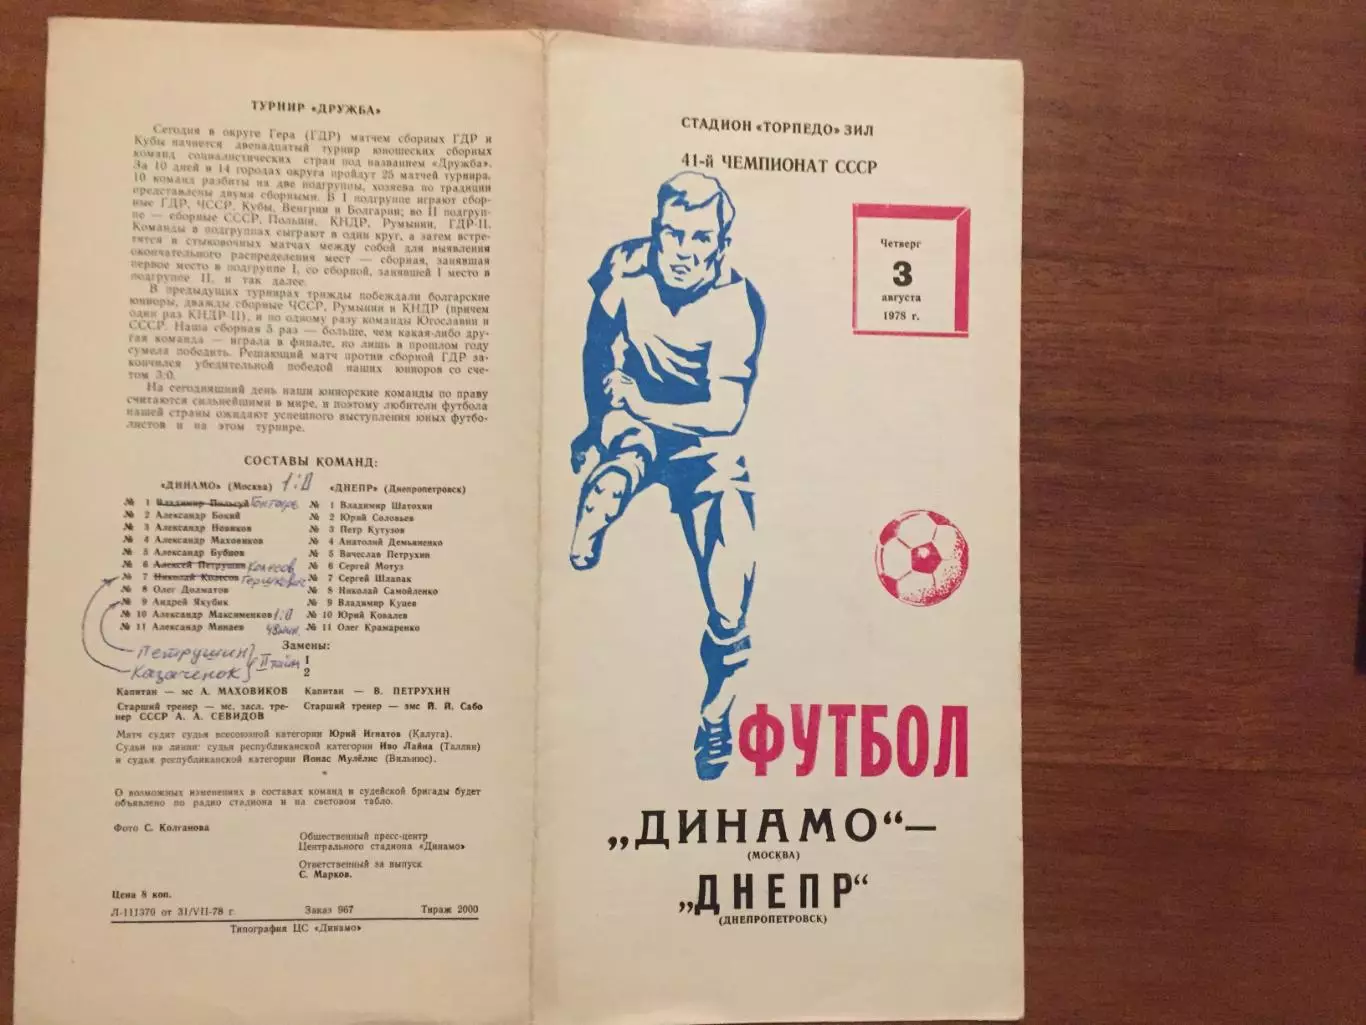 ТУРНИР «ДРУЖБА»
Сегодня в округе Гера (ГДР) матчем сборных ГДР и
Кубы начнется двенадцатый турнир юношеских сборных
команд социалистических стран под названием «Дружба».
За 10 дней в 14 городах округа пройдут 25 матчей турнира.
10 команд разбиты на две подгруппы, хозяева по традиции
представлены двумя сборными. В I подгруппе играют сбор-
ные ГДР, ЧССР, Кубы, Венгрии и Болгарии; во II подгруп-
пе — сборные СССР, Польши, КНДР, Румынии, ГДР-II.
Команды в подгруппах сыграют в один круг, а затем встре-
тятся в стыковочных матчах между собой для выявления
окончательного распределения мест — сборная, занявшая
первое место в подгруппе I, со сборной, занявшей I место в
подгруппе II, и так далее.
В предыдущих турнирах трижды побеждали болгарские
юниоры, дважды сборные ЧССР, Румынии и КНДР (причем
один раз КНДР-II), и по одному разу команды Югославии и
СССР. Наша сборная 5 раз — больше, чем какая-либо дру-
гая команда — играла в финале, но лишь в прошлом году
сумела победить. Решающий матч против сборной ГДР за-
кончился убедительной победой наших юниоров со сче-
том 3:0.
На сегодняшний день наши юниорские команды по праву
считаются сильнейшими в мире, и поэтому любители футбола
нашей страны ожидают успешного выступления юных футбо-
листов и на этом турнире.
СОСТАВЫ КОМАНД:
«ДИНАМО» (Москва) 1:0 «ДНЕПР» (Днепропетровск)
№ 1 Владимир Пильгуй Гонтарь № 1 Владимир Шатохин
№ 2 Александр Бокий № 2 Юрий Соловьев
№ 3 Александр Новиков № 3 Петр Кутузов
№ 4 Александр Маховиков № 4 Анатолий Демьяненко
№ 5 Александр Бубнов № 5 Вячеслав Петрухин
№ 6 Алексей Петрушин Колесов № 6 Сергей Мотуз
№ 7 Николай Колесов Гершкович № 7 Сергей Шлапак
№ 8 Олег Долматов № 8 Николай Самойленко
№ 9 Андрей Якубик № 9 Владимир Куцев
№ 10 Александр Максименков 1:0 № 10 Юрий Ковалев
№ 11 Александр Минаев 48 мин. № 11 Олег Крамаренко
Замены:
Петрушин 1
Казаченок II тайм 2
Капитан — мс А. МАХОВИКОВ Капитан — В. ПЕТРУХИН
Старший тренер — мс, засл. тре-
нер СССР А. А. СЕВИДОВ
Старший тренер — змс Й. Й. Сабо
Матч судит судья всесоюзной категории Юрий Игнатов (Калуга).
Судьи на линии: судья республиканской категории Иво Лайна (Таллин)
и судья республиканской категории Йонас Мулёлис (Вильнюс).
*
О возможных изменениях в составах команд и судейской бригады будет
объявлено по радио стадиона и на световом табло.
Фото С. Колганова
Общественный пресс-центр
Центрального стадиона «Динамо»
Ответственный за выпуск
С. Марков.
Цена 8 коп.
Л-111370 от 31/VII-78 г. Заказ 967 Тираж 2000
Типография ЦС «Динамо»
СТАДИОН «ТОРПЕДО» ЗИЛ
41-й ЧЕМПИОНАТ СССР
Четверг
3
августа
1978 г.
ФУТБОЛ
„ДИНАМО“—
(МОСКВА)
„ДНЕПР“
(ДНЕПРОПЕТРОВСК)